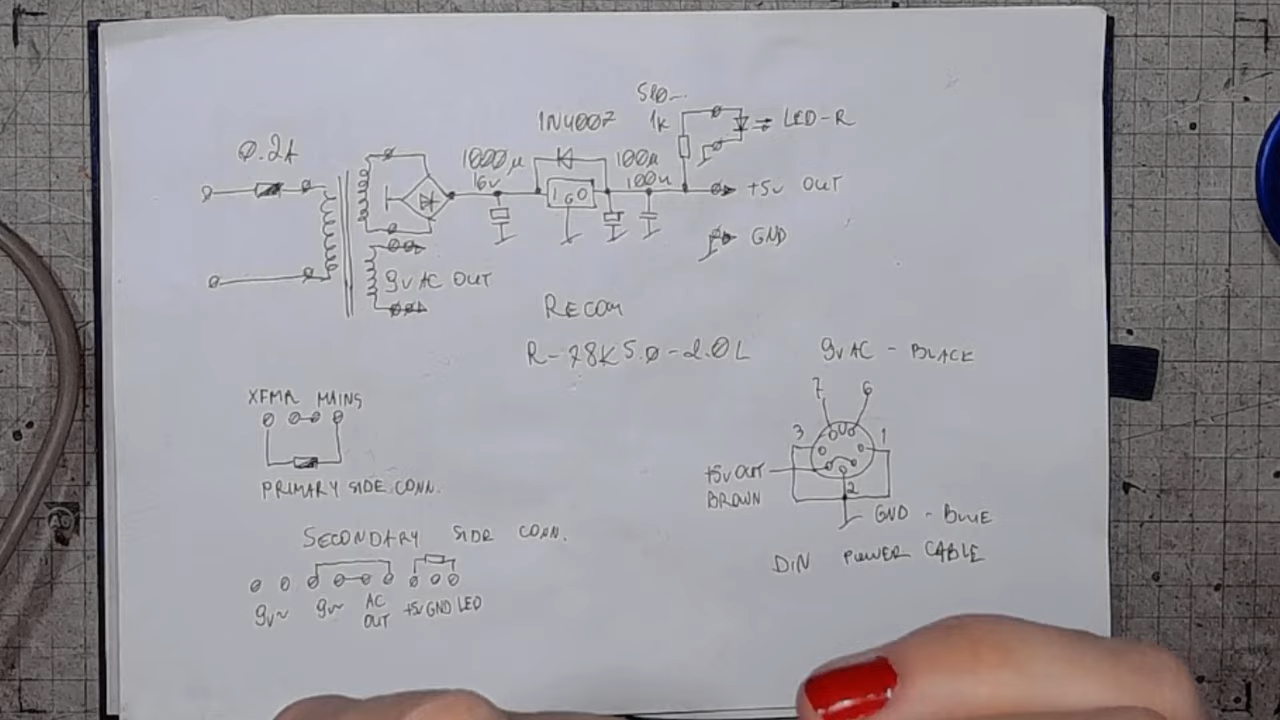 0.2A
1N4007
510
1k
LED-R
1000µ
16v
100µ
100n
+5v OUT
GND
9v AC OUT
RECOM
R-78K5.0-2.0L
9vAC - BLACK
7 6
3 1
+5v OUT
BROWN
2
GND - BLUE
DIN POWER CABLE
XFMR MAINS
PRIMARY SIDE CONN.
SECONDARY SIDE CONN.
9v~ 9v~ AC OUT +5v GND LED